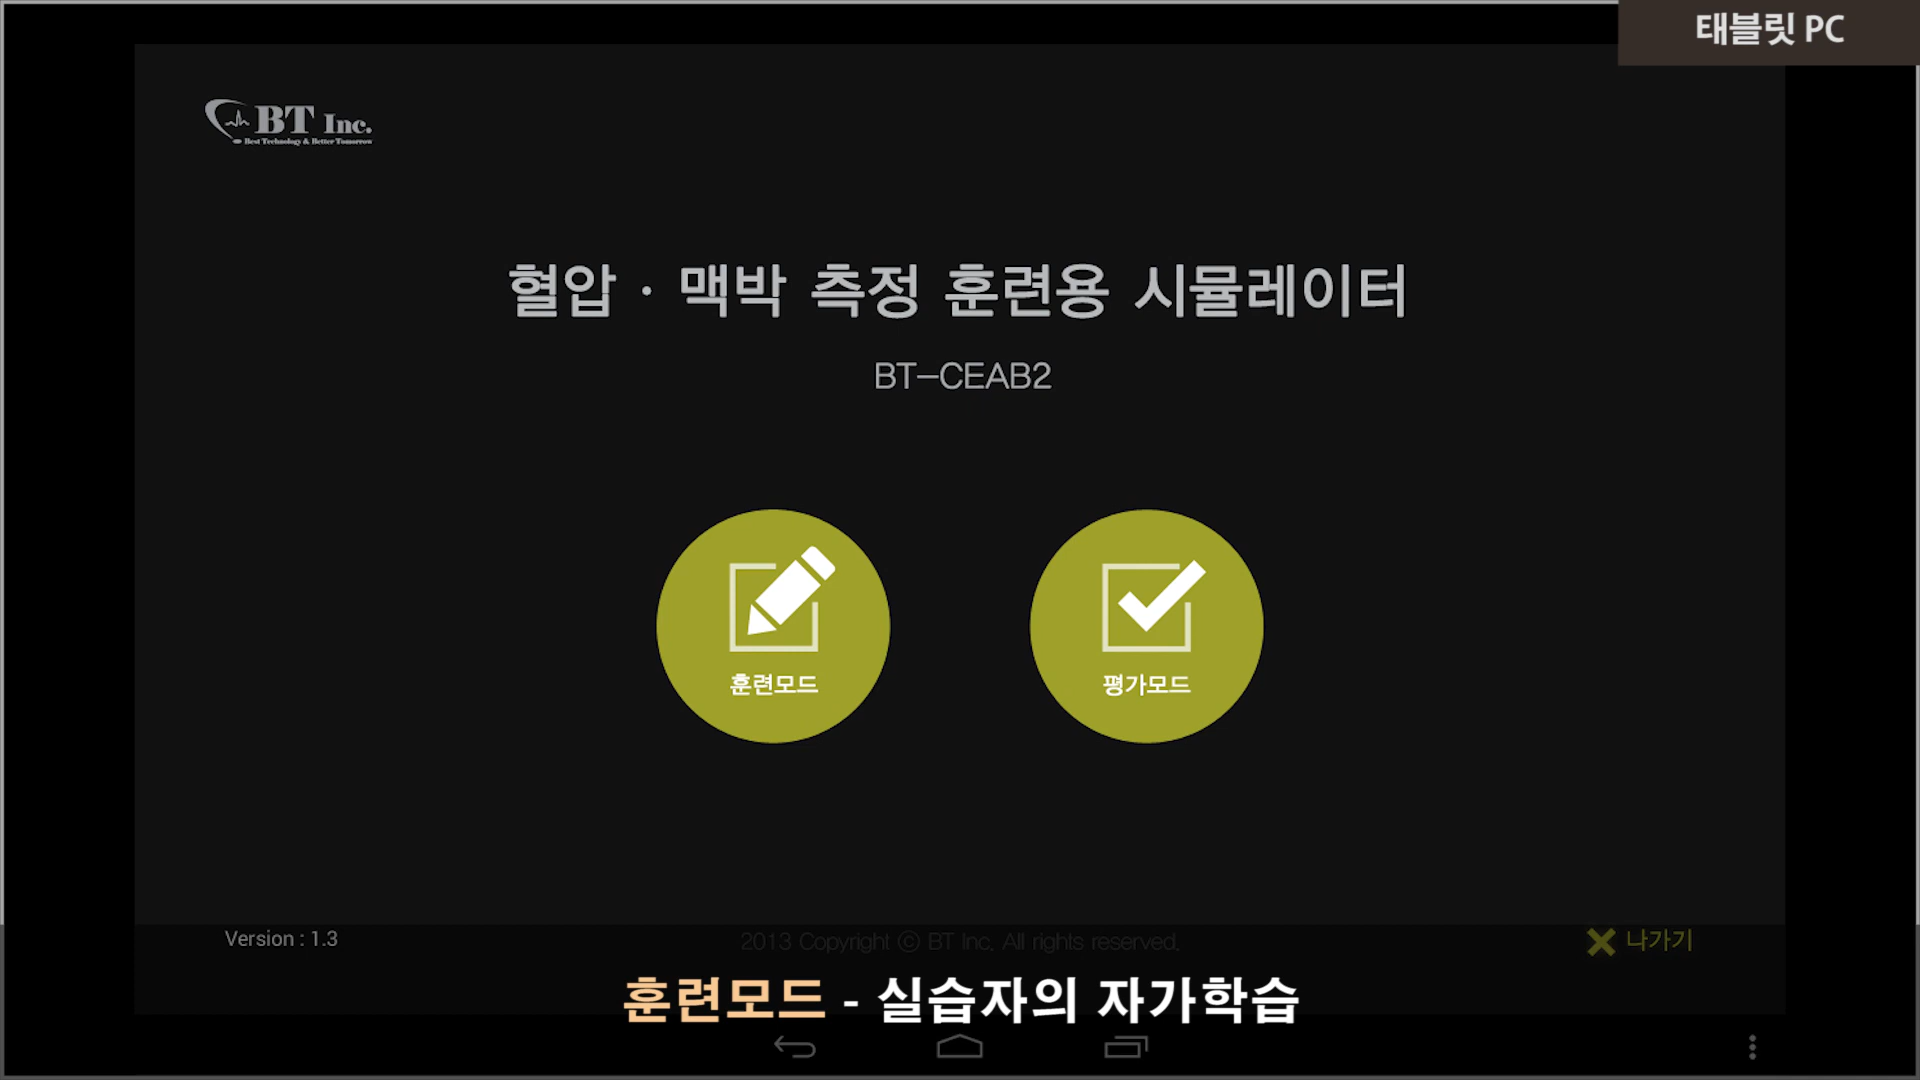 태블릿 PC
BT Inc.
Best Technology & Better Tomorrow
혈압 · 맥박 측정 훈련용 시뮬레이터
BT-CEAB2
훈련모드
평가모드
Version : 1.3
2013 Copyright ⓒ BT Inc. All rights reserved.
나가기
훈련모드 - 실습자의 자가학습